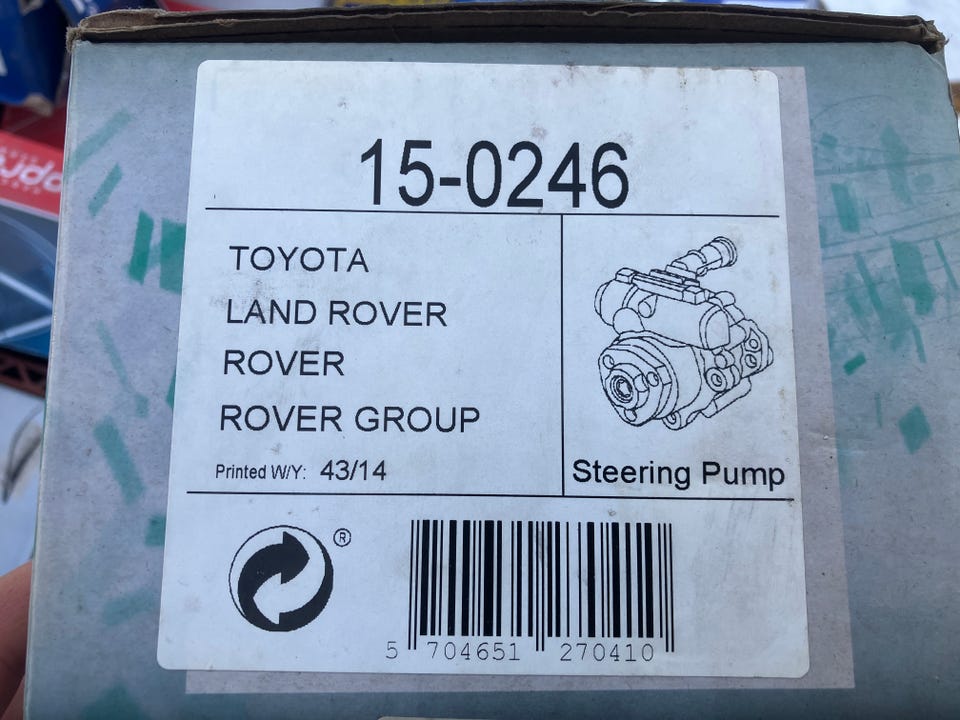 15-0246
TOYOTA
LAND ROVER
ROVER
ROVER GROUP
Printed W/Y: 43/14
Steering Pump
®
5 704651 270410